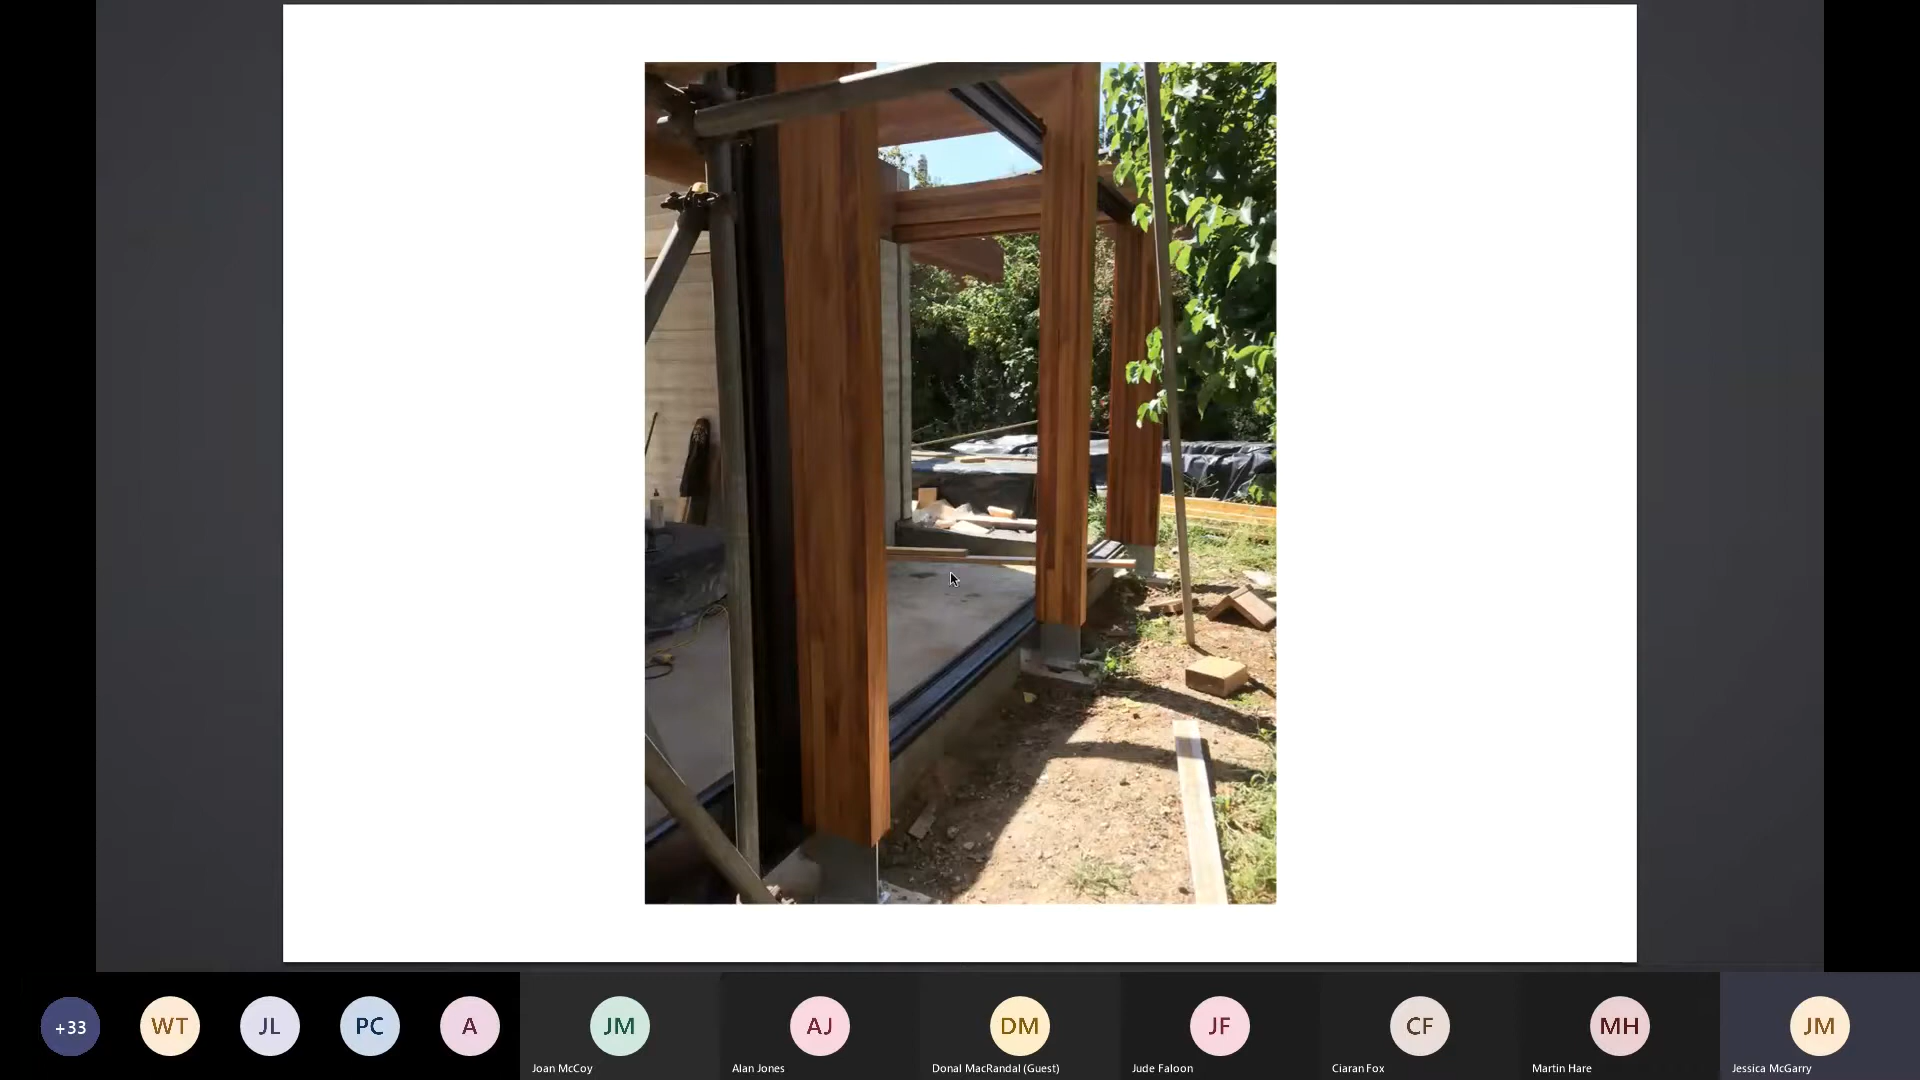 +33
WT
JL
PC
A
JM
AJ
DM
JF
CF
MH
JM
Joan McCoy
Alan Jones
Donal MacRandal (Guest)
Jude Faloon
Ciaran Fox
Martin Hare
Jessica McGarry